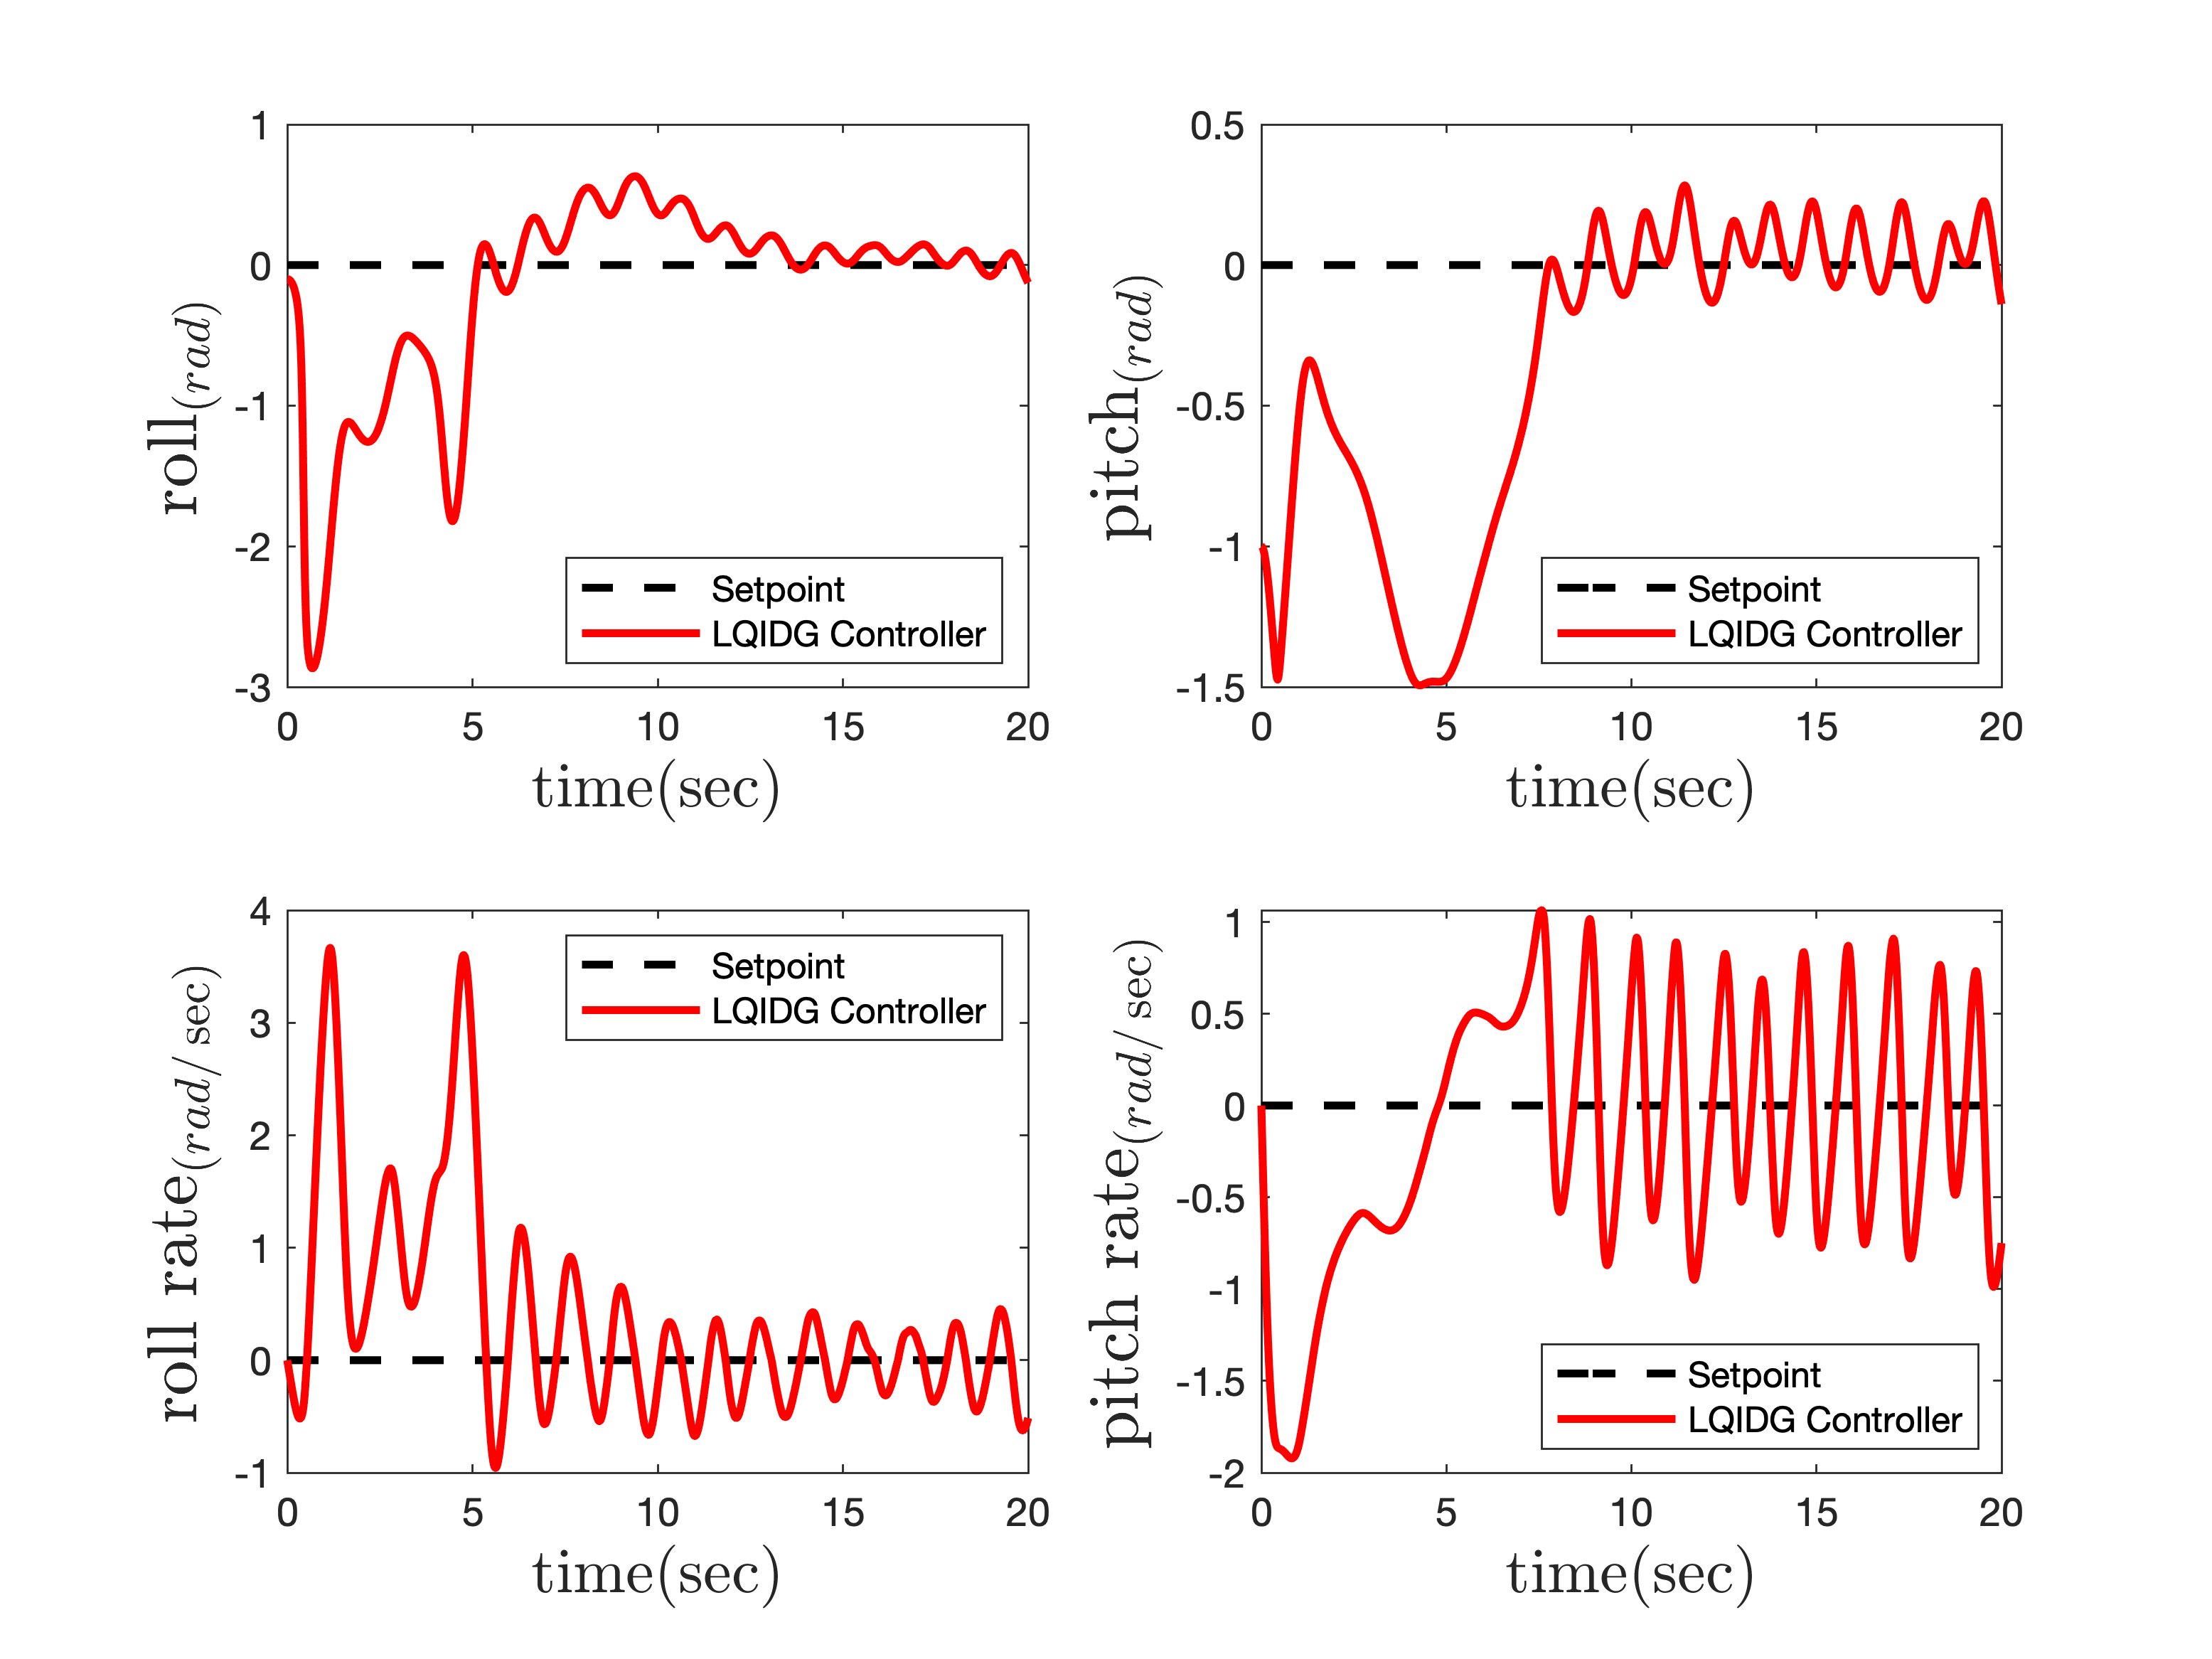 1
0
-1
-2
-3
roll(rad)
Setpoint
LQIDG Controller
0 5 10 15 20
time(sec)
0.5
0
-0.5
-1
-1.5
pitch(rad)
Setpoint
LQIDG Controller
0 5 10 15 20
time(sec)
4
3
2
1
0
-1
roll rate(rad/ sec)
Setpoint
LQIDG Controller
0 5 10 15 20
time(sec)
1
0.5
0
-0.5
-1
-1.5
-2
pitch rate(rad/ sec)
Setpoint
LQIDG Controller
0 5 10 15 20
time(sec)